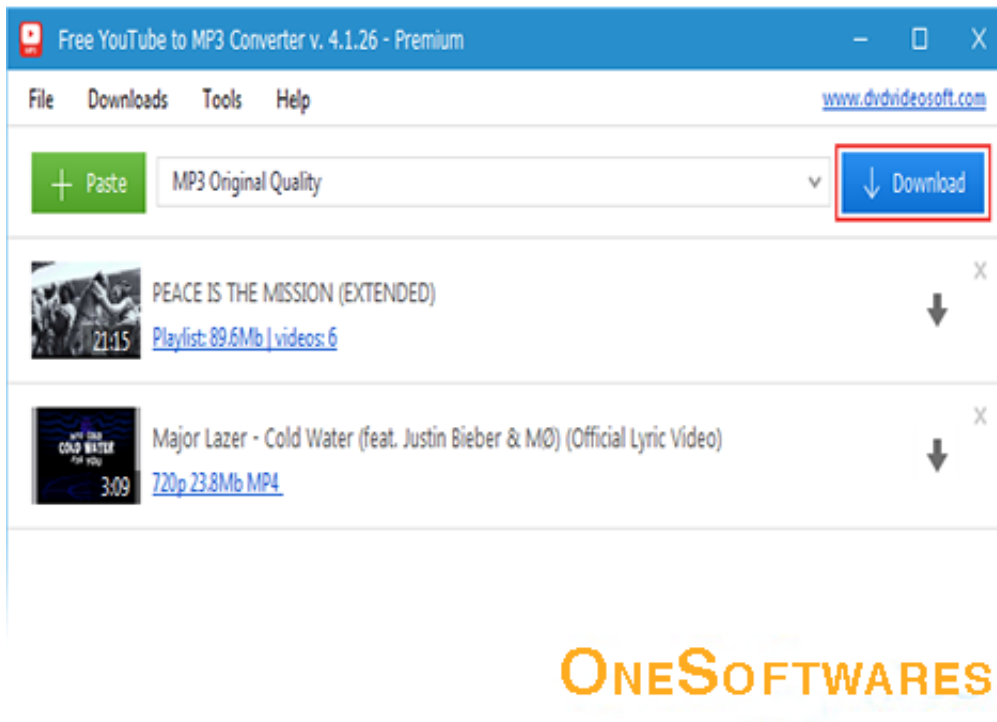 Free YouTube to MP3 Converter v. 4.1.26 - Premium
File Downloads Tools Help www.dvdvideosoft.com
Paste MP3 Original Quality Download
PEACE IS THE MISSION (EXTENDED)
21:15 Playlist: 89.6Mb | videos: 6
Major Lazer - Cold Water (feat. Justin Bieber & MØ) (Official Lyric Video)
COLD WATER
FOR YOU
3:09 720p 23.8Mb MP4
ONESOFTWARES